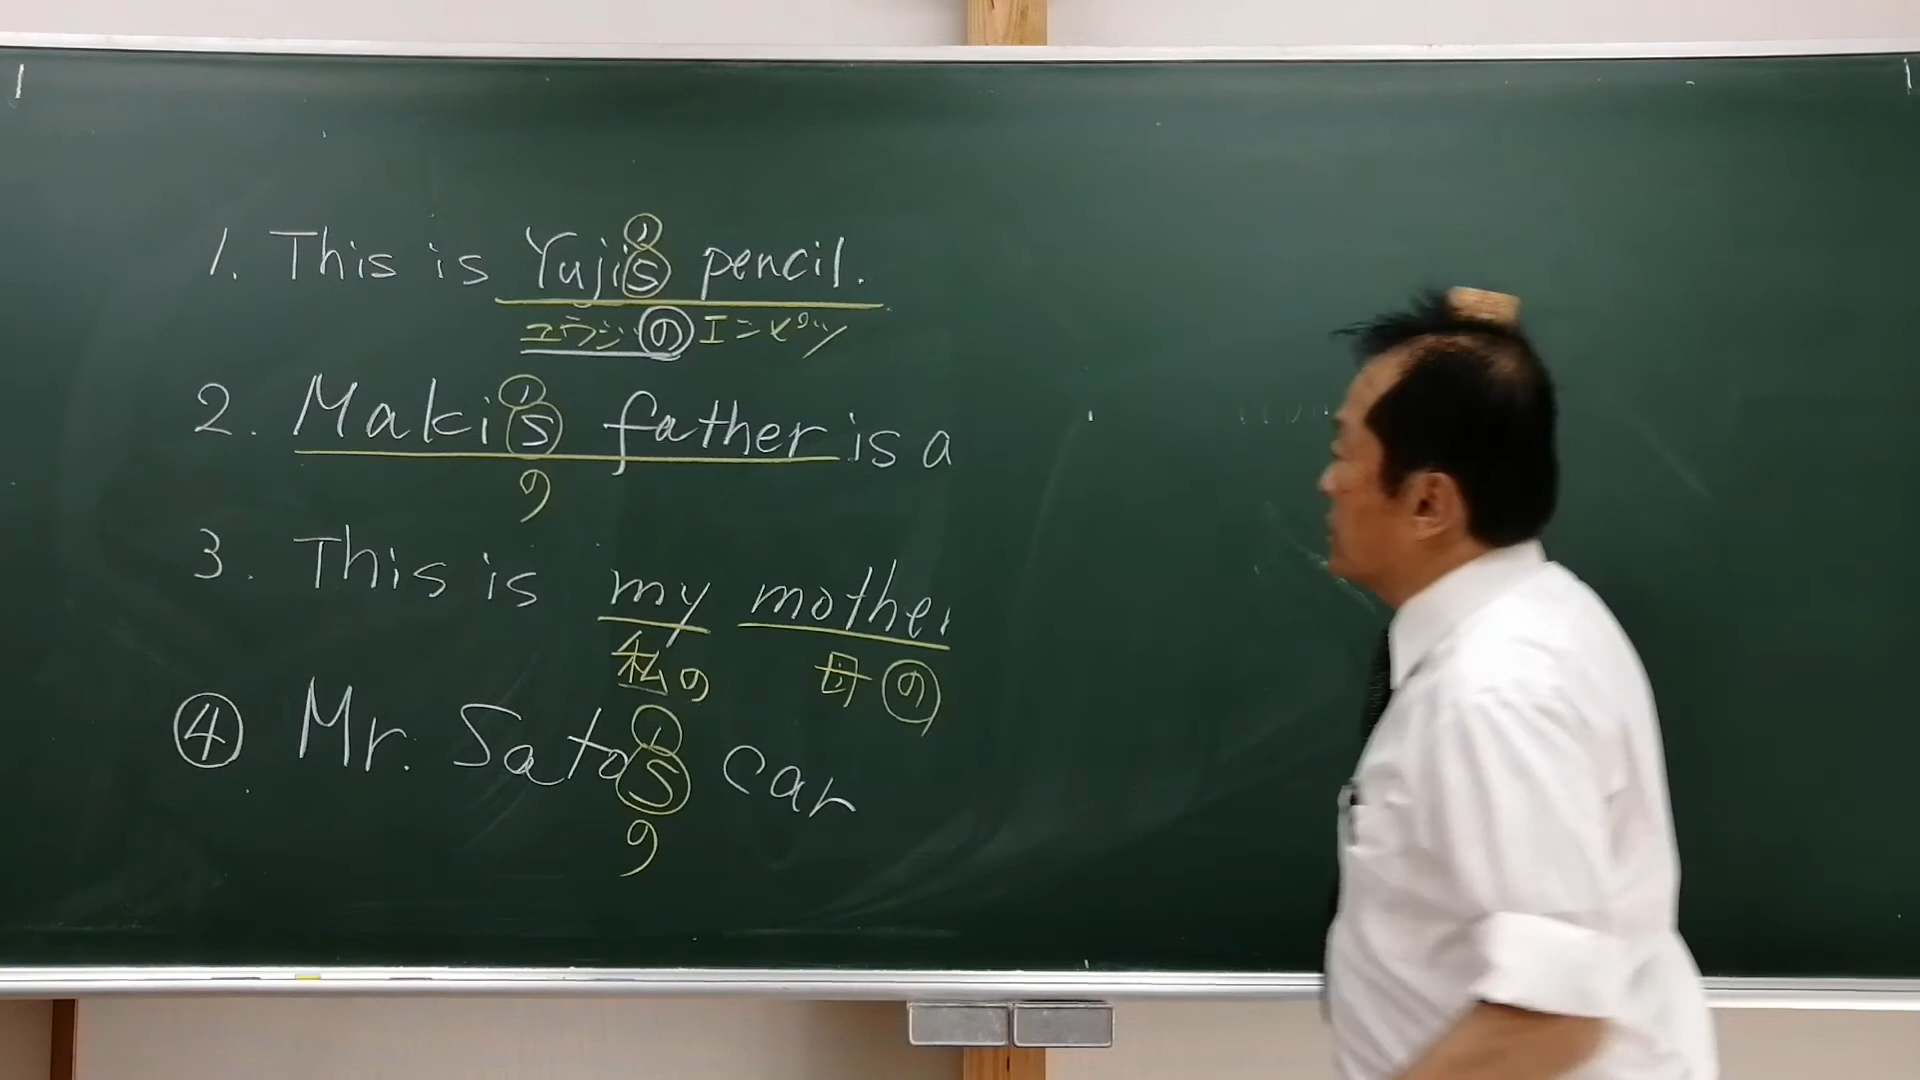 1. This is Yuji's pencil.
ユウジのエンピツ
2. Maki's father is a
の
3. This is my mother
私の 母の
④ Mr. Sato's car
の